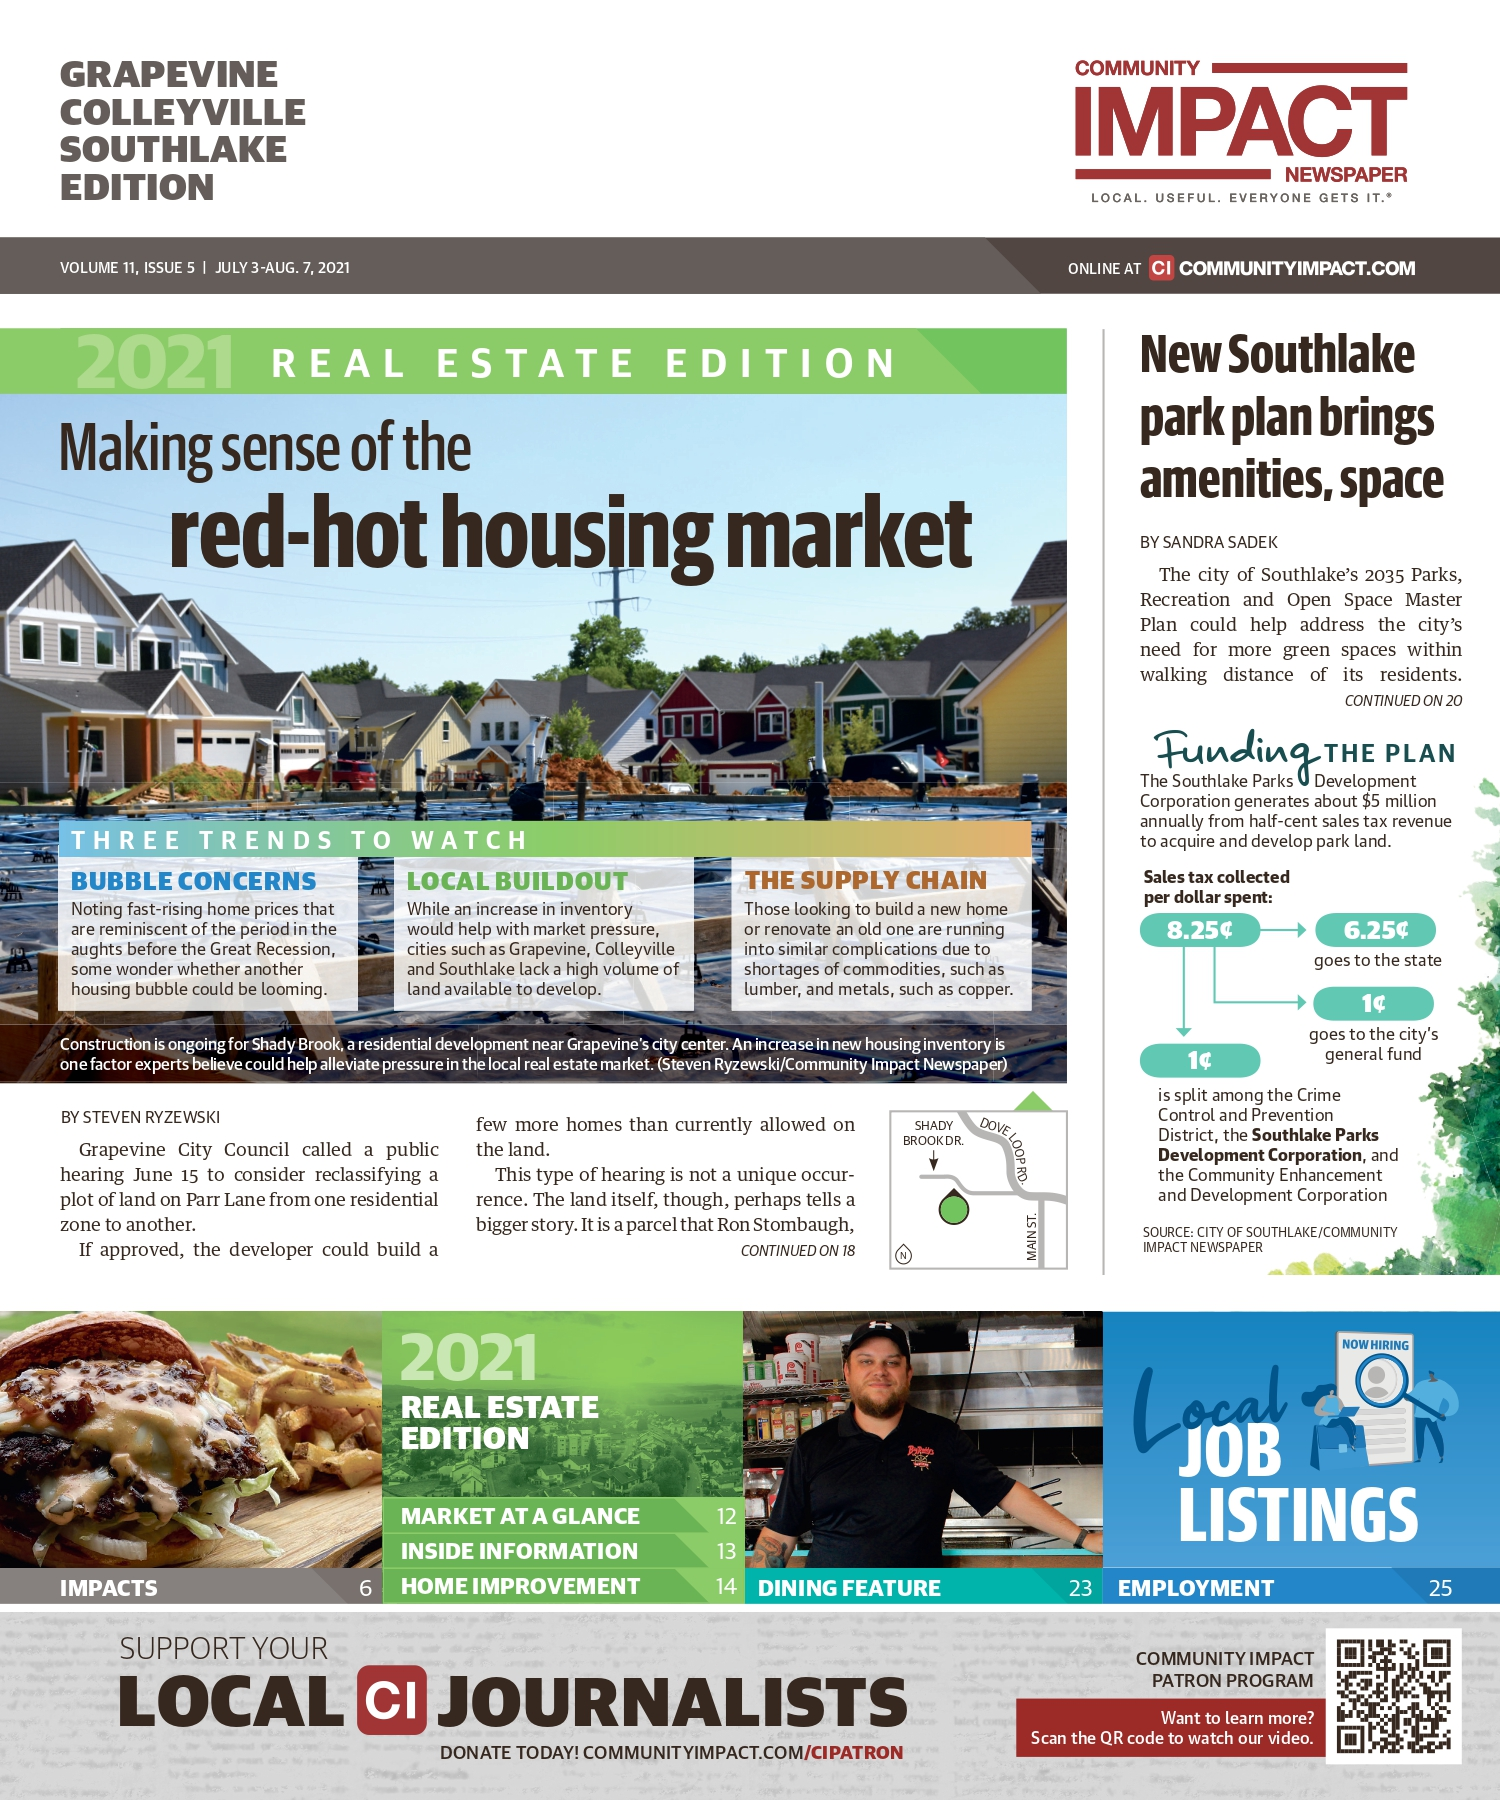 GRAPEVINE
COLLEYVILLE
SOUTHLAKE
EDITION
COMMUNITY
IMPACT
NEWSPAPER
LOCAL. USEFUL. EVERYONE GETS IT.®
VOLUME 11, ISSUE 5 | JULY 3-AUG. 7, 2021
ONLINE AT CI COMMUNITYIMPACT.COM
2021 REAL ESTATE EDITION
Making sense of the
red-hot housing market
THREE TRENDS TO WATCH
BUBBLE CONCERNS
Noting fast-rising home prices that
are reminiscent of the period in the
aughts before the Great Recession,
some wonder whether another
housing bubble could be looming.
LOCAL BUILDOUT
While an increase in inventory
would help with market pressure,
cities such as Grapevine, Colleyville
and Southlake lack a high volume of
land available to develop.
THE SUPPLY CHAIN
Those looking to build a new home
or renovate an old one are running
into similar complications due to
shortages of commodities, such as
lumber, and metals, such as copper.
Construction is ongoing for Shady Brook, a residential development near Grapevine's city center. An increase in new housing inventory is
one factor experts believe could help alleviate pressure in the local real estate market. (Steven Ryzewski/Community Impact Newspaper)
BY STEVEN RYZEWSKI
Grapevine City Council called a public
hearing June 15 to consider reclassifying a
plot of land on Parr Lane from one residential
zone to another.
If approved, the developer could build a
few more homes than currently allowed on
the land.
This type of hearing is not a unique occur-
rence. The land itself, though, perhaps tells a
bigger story. It is a parcel that Ron Stombaugh,
CONTINUED ON 18
SHADY
BROOK DR.
DOVE LOOP RD.
MAIN ST.
N
New Southlake
park plan brings
amenities, space
BY SANDRA SADEK
The city of Southlake's 2035 Parks,
Recreation and Open Space Master
Plan could help address the city's
need for more green spaces within
walking distance of its residents.
CONTINUED ON 20
Funding THE PLAN
The Southlake Parks Development
Corporation generates about $5 million
annually from half-cent sales tax revenue
to acquire and develop park land.
Sales tax collected
per dollar spent:
8.25¢
6.25¢
goes to the state
1¢
goes to the city's
general fund
1¢
is split among the Crime
Control and Prevention
District, the Southlake Parks
Development Corporation, and
the Community Enhancement
and Development Corporation
SOURCE: CITY OF SOUTHLAKE/COMMUNITY
IMPACT NEWSPAPER
IMPACTS 6
2021
REAL ESTATE
EDITION
MARKET AT A GLANCE 12
INSIDE INFORMATION 13
HOME IMPROVEMENT 14
DINING FEATURE 23
NOW HIRING
Local
JOB
LISTINGS
EMPLOYMENT 25
SUPPORT YOUR
LOCAL CI JOURNALISTS
DONATE TODAY! COMMUNITYIMPACT.COM/CIPATRON
COMMUNITY IMPACT
PATRON PROGRAM
Want to learn more?
Scan the QR code to watch our video.